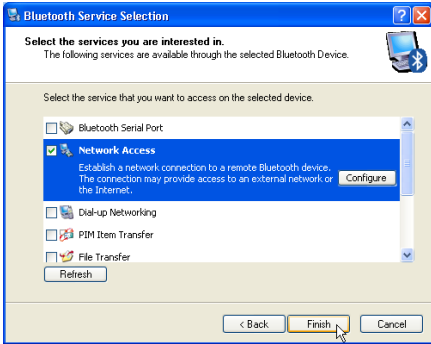 Bluetooth Service Selection
Select the services you are interested in.
The following services are available through the selected Bluetooth Device.
Select the service that you want to access on the selected device.
Bluetooth Serial Port
Network Access
Establish a network connection to a remote Bluetooth device.
The connection may provide access to an external network or
the Internet.
Configure
Dial-up Networking
PIM Item Transfer
File Transfer
Refresh
< Back
Finish
Cancel